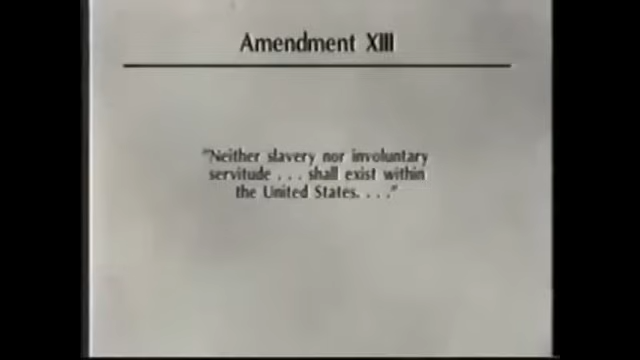 Amendment XIII
"Neither slavery nor involuntary
servitude . . . shall exist within
the United States. . . ."